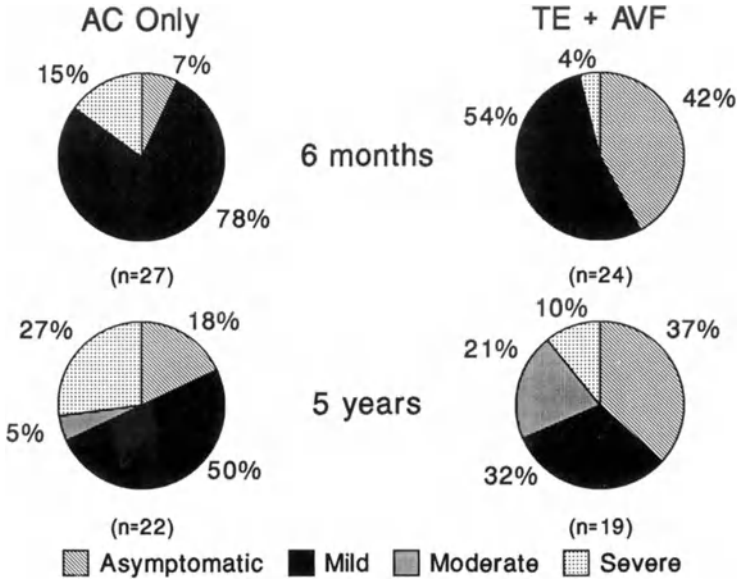 AC Only TE + AVF
15% 7% 4%
42%
54%
6 months
78%
(n=27) (n=24)
27% 18% 10% 37%
21%
5 years
5%
50% 32%
(n=22) (n=19)
Asymptomatic Mild Moderate Severe